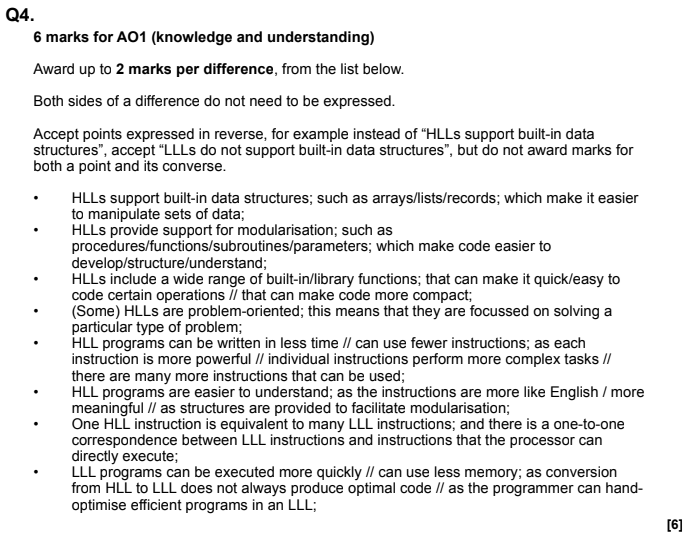 Q4.
6 marks for AO1 (knowledge and understanding)
Award up to 2 marks per difference, from the list below.
Both sides of a difference do not need to be expressed.
Accept points expressed in reverse, for example instead of “HLLs support built-in data
structures”, accept “LLLs do not support built-in data structures”, but do not award marks for
both a point and its converse.
• HLLs support built-in data structures; such as arrays/lists/records; which make it easier
to manipulate sets of data;
• HLLs provide support for modularisation; such as
procedures/functions/subroutines/parameters; which make code easier to
develop/structure/understand;
• HLLs include a wide range of built-in/library functions; that can make it quick/easy to
code certain operations // that can make code more compact;
• (Some) HLLs are problem-oriented; this means that they are focussed on solving a
particular type of problem;
• HLL programs can be written in less time // can use fewer instructions; as each
instruction is more powerful // individual instructions perform more complex tasks //
there are many more instructions that can be used;
• HLL programs are easier to understand; as the instructions are more like English / more
meaningful // as structures are provided to facilitate modularisation;
• One HLL instruction is equivalent to many LLL instructions; and there is a one-to-one
correspondence between LLL instructions and instructions that the processor can
directly execute;
• LLL programs can be executed more quickly // can use less memory; as conversion
from HLL to LLL does not always produce optimal code // as the programmer can hand-
optimise efficient programs in an LLL;
[6]